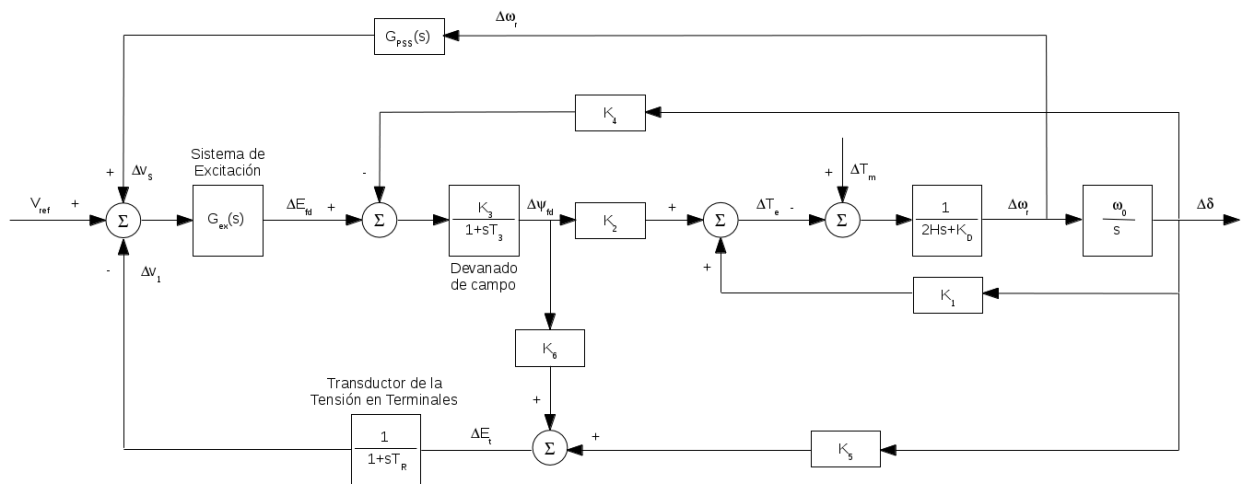 Δω_r
G_PSS(s)
K_4
Sistema de
Excitación
+
ΔV_S
-
+
ΔT_m
V_ref
+
Σ
G_ex(s)
ΔE_fd
+
Σ
K_3
1+sT_3
Δψ_fd
K_2
+
Σ
ΔT_e
-
Σ
1
2Hs+K_D
Δω_r
ω_0
s
Δδ
-
ΔV_1
Devanado
de campo
+
K_1
K_6
Transductor de la
Tensión en Terminales
+
1
1+sT_R
ΔE_t
Σ
+
K_5